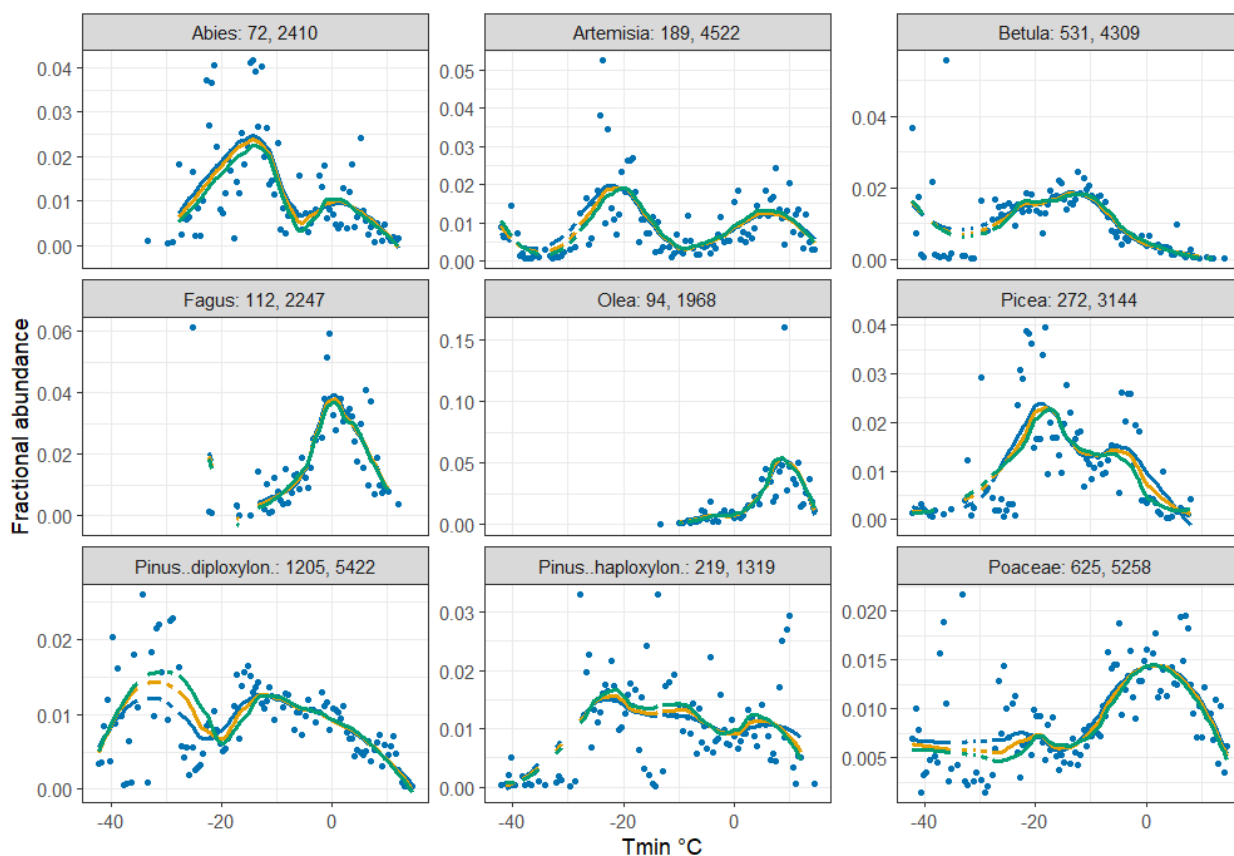 Abies: 72, 2410
Artemisia: 189, 4522
Betula: 531, 4309
0.04
0.03
0.02
0.01
0.00
0.05
0.04
0.03
0.02
0.01
0.00
0.04
0.02
0.00
Fagus: 112, 2247
Olea: 94, 1968
Picea: 272, 3144
0.06
0.04
0.02
0.00
0.15
0.10
0.05
0.00
0.04
0.03
0.02
0.01
0.00
Fractional abundance
Pinus..diploxylon.: 1205, 5422
Pinus..haploxylon.: 219, 1319
Poaceae: 625, 5258
0.02
0.01
0.00
0.03
0.02
0.01
0.00
0.020
0.015
0.010
0.005
-40 -20 0
-40 -20 0
-40 -20 0
Tmin °C